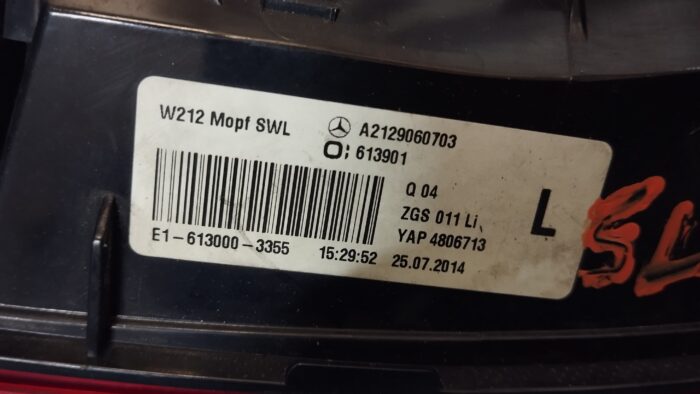 W212 Mopf SWL
A2129060703
O; 613901
Q 04
ZGS 011 Li
YAP 4806713
L
E1-613000-3355 15:29:52 25.07.2014
SL